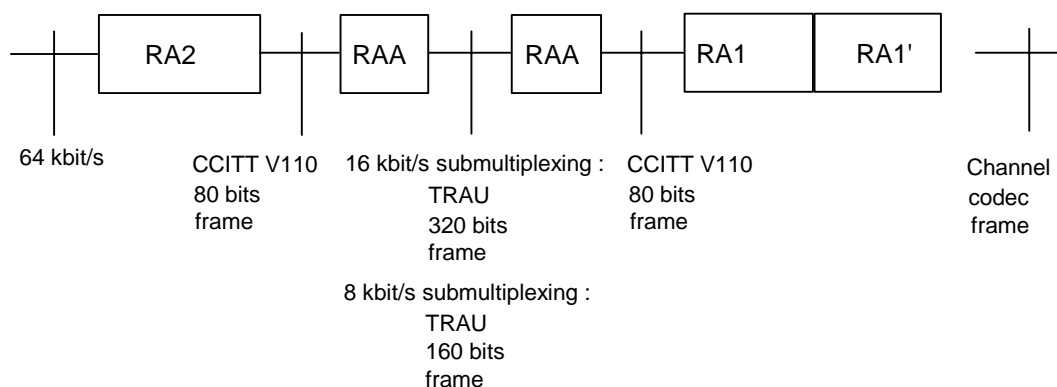 RA2
RAA
RAA
RA1
RA1'
64 kbit/s
CCITT V110
80 bits
frame
16 kbit/s submultiplexing :
TRAU
320 bits
frame
8 kbit/s submultiplexing :
TRAU
160 bits
frame
CCITT V110
80 bits
frame
Channel
codec
frame